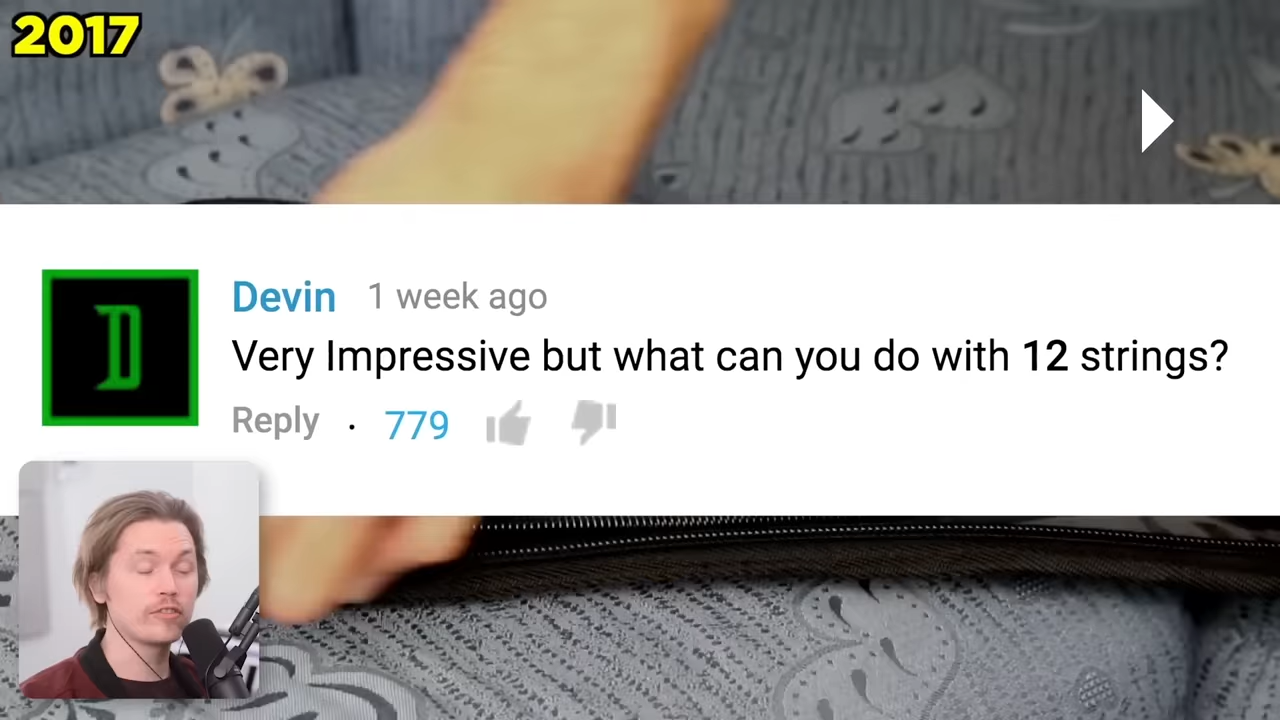 2017
D
Devin 1 week ago
Very Impressive but what can you do with 12 strings?
Reply · 779